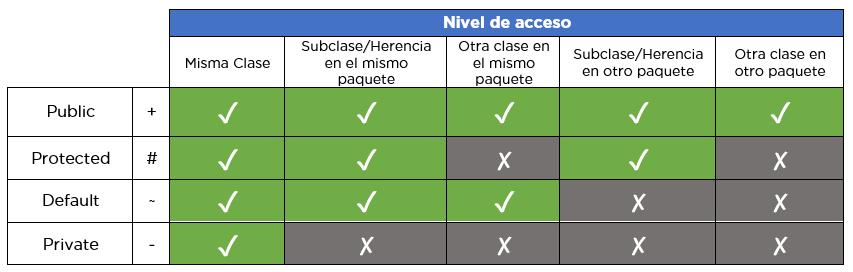 Nivel de acceso
Misma Clase
Subclase/Herencia
en el mismo
paquete
Otra clase en
el mismo
paquete
Subclase/Herencia
en otro paquete
Otra clase en
otro paquete
Public + ✓ ✓ ✓ ✓ ✓
Protected # ✓ ✓ ✗ ✓ ✗
Default ~ ✓ ✓ ✓ ✗ ✗
Private - ✓ ✗ ✗ ✗ ✗